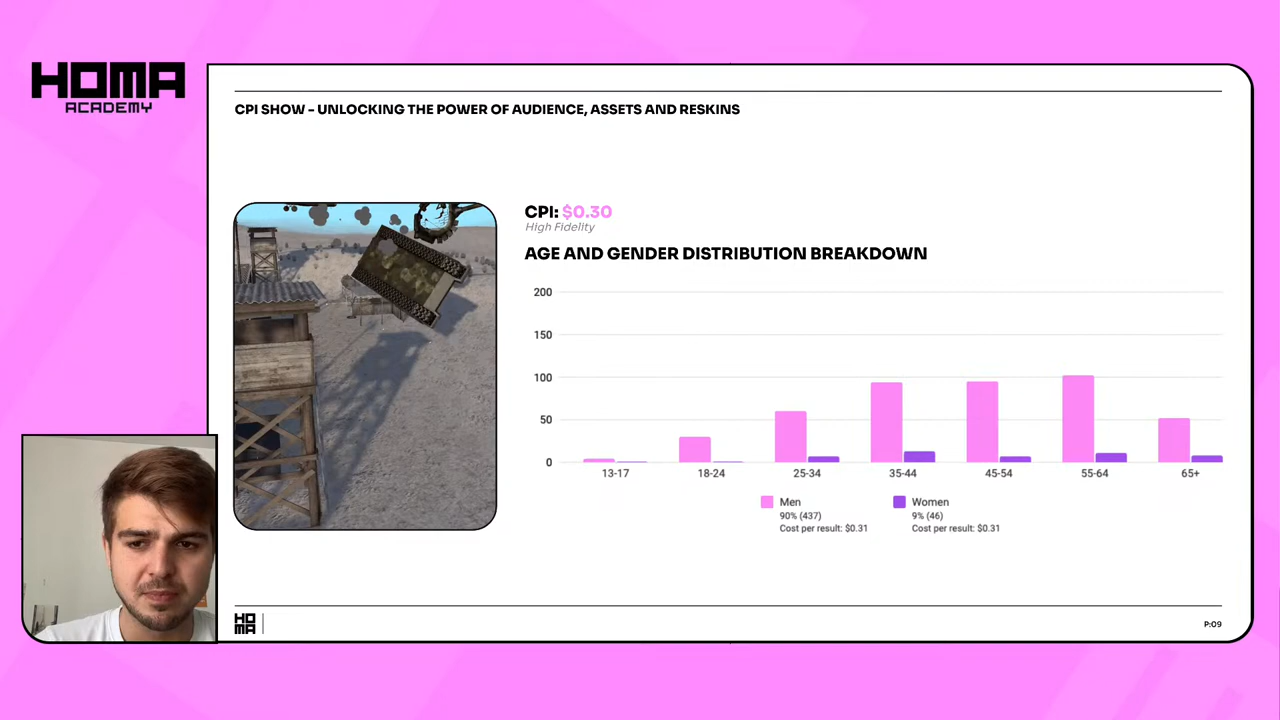 HOMA
ACADEMY
CPI SHOW - UNLOCKING THE POWER OF AUDIENCE, ASSETS AND RESKINS
CPI: $0.30
High Fidelity
AGE AND GENDER DISTRIBUTION BREAKDOWN
200
150
100
50
0
13-17 18-24 25-34 35-44 45-54 55-64 65+
Men Women
90% (437) 9% (46)
Cost per result: $0.31 Cost per result: $0.31
HO
MA
P:09